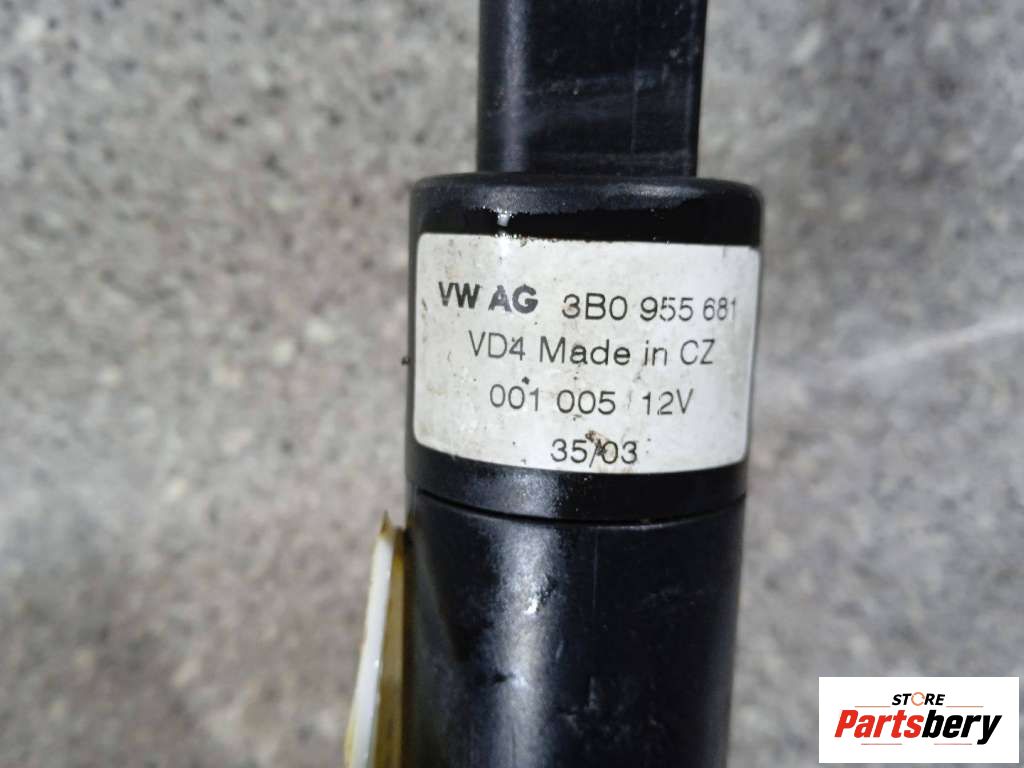 VW AG 3B0 955 681
VD4 Made in CZ
001 005 12V
35/03
STORE
Partsbery